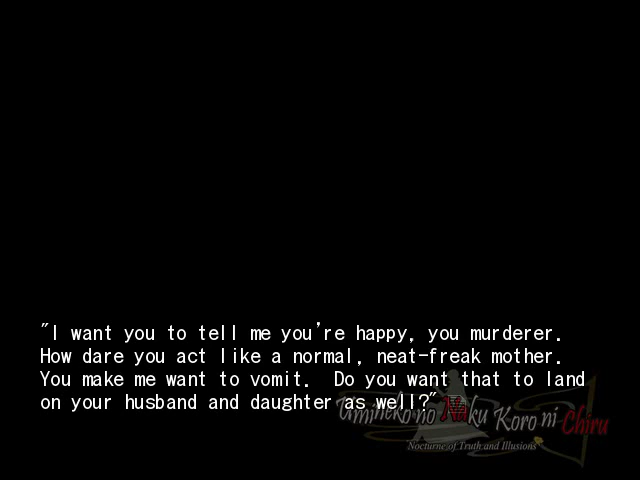 "I want you to tell me you're happy, you murderer.
How dare you act like a normal, neat-freak mother.
You make me want to vomit.  Do you want that to land
on your husband and daughter as well?"
Umineko no Naku Koro ni Chiru
Nocturne of Truth and Illusions